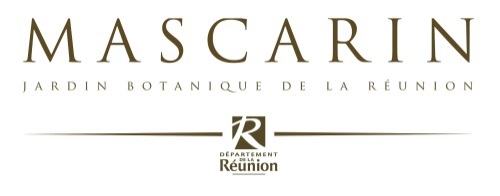 MASCARIN
JARDIN BOTANIQUE DE LA RÉUNION
R
DÉPARTEMENT
DE LA
Réunion